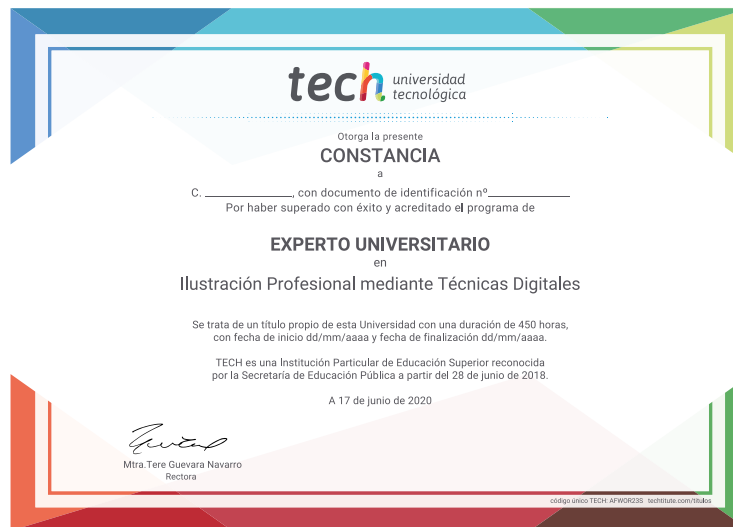 tech universidad
tecnológica
Otorga la presente
CONSTANCIA
a
C. ________________, con documento de identificación nº______________
Por haber superado con éxito y acreditado el programa de
EXPERTO UNIVERSITARIO
en
Ilustración Profesional mediante Técnicas Digitales
Se trata de un título propio de esta Universidad con una duración de 450 horas,
con fecha de inicio dd/mm/aaaa y fecha de finalización dd/mm/aaaa.
TECH es una Institución Particular de Educación Superior reconocida
por la Secretaría de Educación Pública a partir del 28 de junio de 2018.
A 17 de junio de 2020
Mtra.Tere Guevara Navarro
Rectora
código único TECH: AFWOR23S techtitute.com/titulos